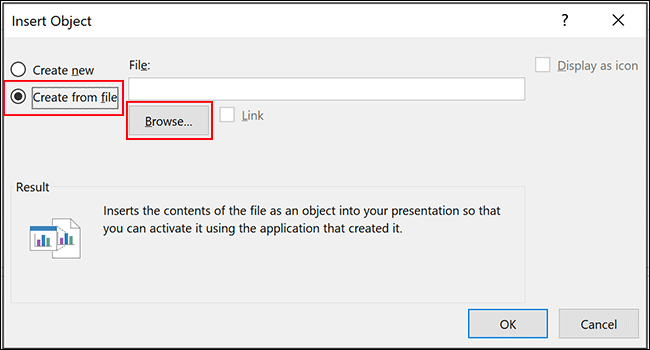 Insert Object
?
Create new
File:
Display as icon
Create from file
Browse...
Link
Result
Inserts the contents of the file as an object into your presentation so that
you can activate it using the application that created it.
OK
Cancel